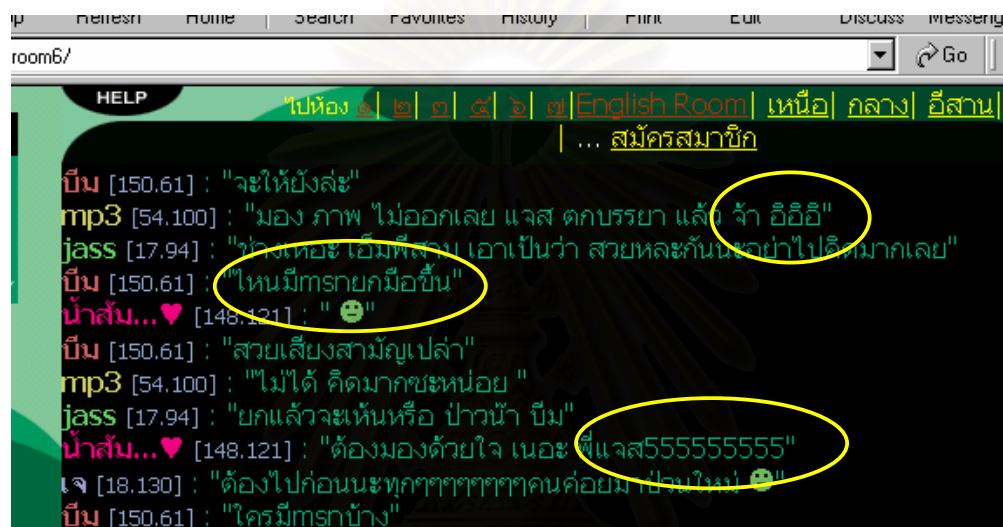 Refresh Home Search Favorites History Print Edit Discuss
room6/ Go
HELP ไปห้อง ๑| ๒| ๓| ๕| ๖| ๗|English Room| เหนือ| กลาง| อีสาน|
| ... สมัครสมาชิก
บีม [150.61] : "จะให้ยังล่ะ"
mp3 [54.100] : "มอง ภาพ ไม่ออกเลย แจส ตกบรรยา แล้ว จ้า อิอิอิ"
jass [17.94] : "ช่างเหอะ เอ็มพีสาม เอาเป้นว่า สวยหละกันนะอย่าไปคิดมากเลย"
บีม [150.61] : "ไหนมีmsnยกมือขึ้น"
น้ำส้ม...♥ [148.121] : " 😐"
บีม [150.61] : "สวยเสียงสามัญเปล่า"
mp3 [54.100] : "ไม่ได้ คิดมากซะหน่อย "
jass [17.94] : "ยกแล้วจะเห้นหรือ ป่าวน๊า บีม"
น้ำส้ม...♥ [148.121] : "ต้องมองด้วยใจ เนอะ พี่แจส5555555555"
เจ [18.130] : "ต้องไปก่อนนะทุกๆๆๆๆๆๆๆคนค่อยมาป่วนใหม่ 😐"
บีม [150.61] : "ใครมีmsnบ้าง"